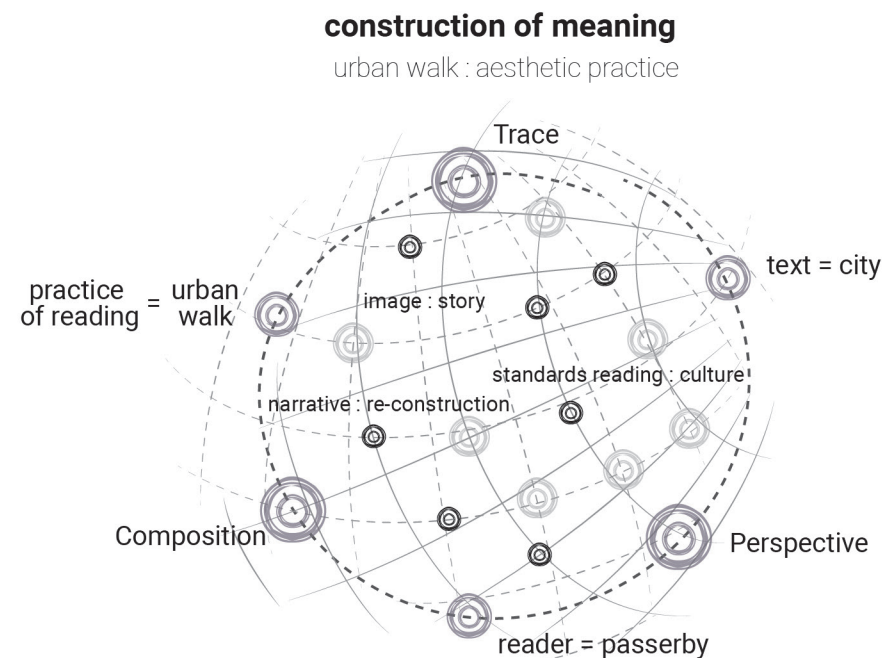 construction of meaning
urban walk : aesthetic practice
Trace
text = city
practice
of reading = urban
walk
image : story
standards reading : culture
narrative : re-construction
Composition
Perspective
reader = passerby